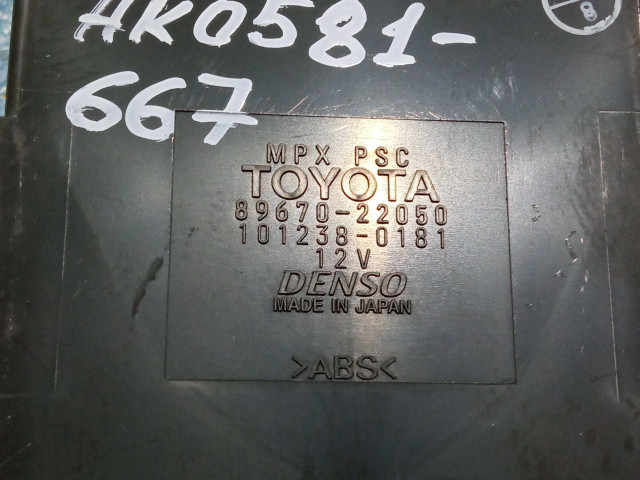 AK0581-
667
MPX PSC
TOYOTA
89670-22050
101238-0181
12V
DENSO
MADE IN JAPAN
>ABS<